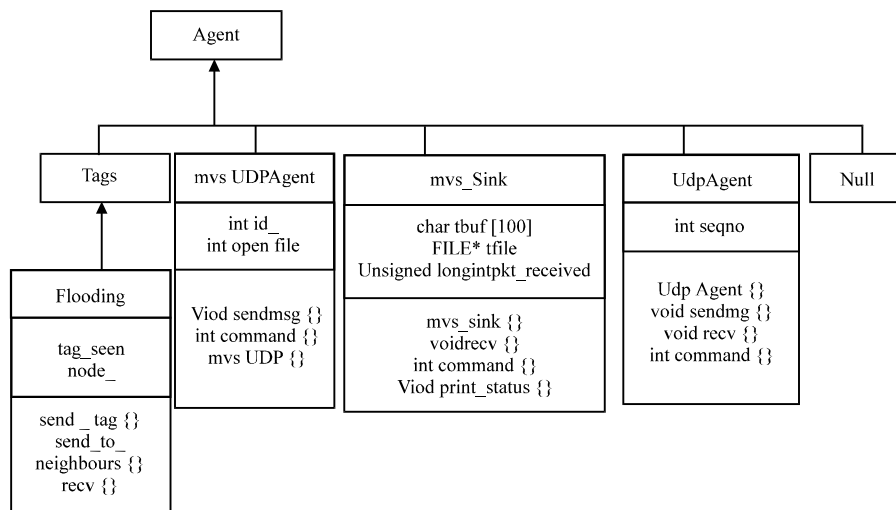 Agent
Tags
mvs UDPAgent
int id_
int open file
Viod sendmsg {}
int command {}
mvs UDP {}
mvs_Sink
char tbuf [100]
FILE* tfile
Unsigned longintpkt_received
mvs_sink {}
voidrecv {}
int command {}
Viod print_status {}
UdpAgent
int seqno
Udp Agent {}
void sendmg {}
void recv {}
int command {}
Null
Flooding
tag_seen
node_
send _ tag {}
send_to_
neighbours {}
recv {}